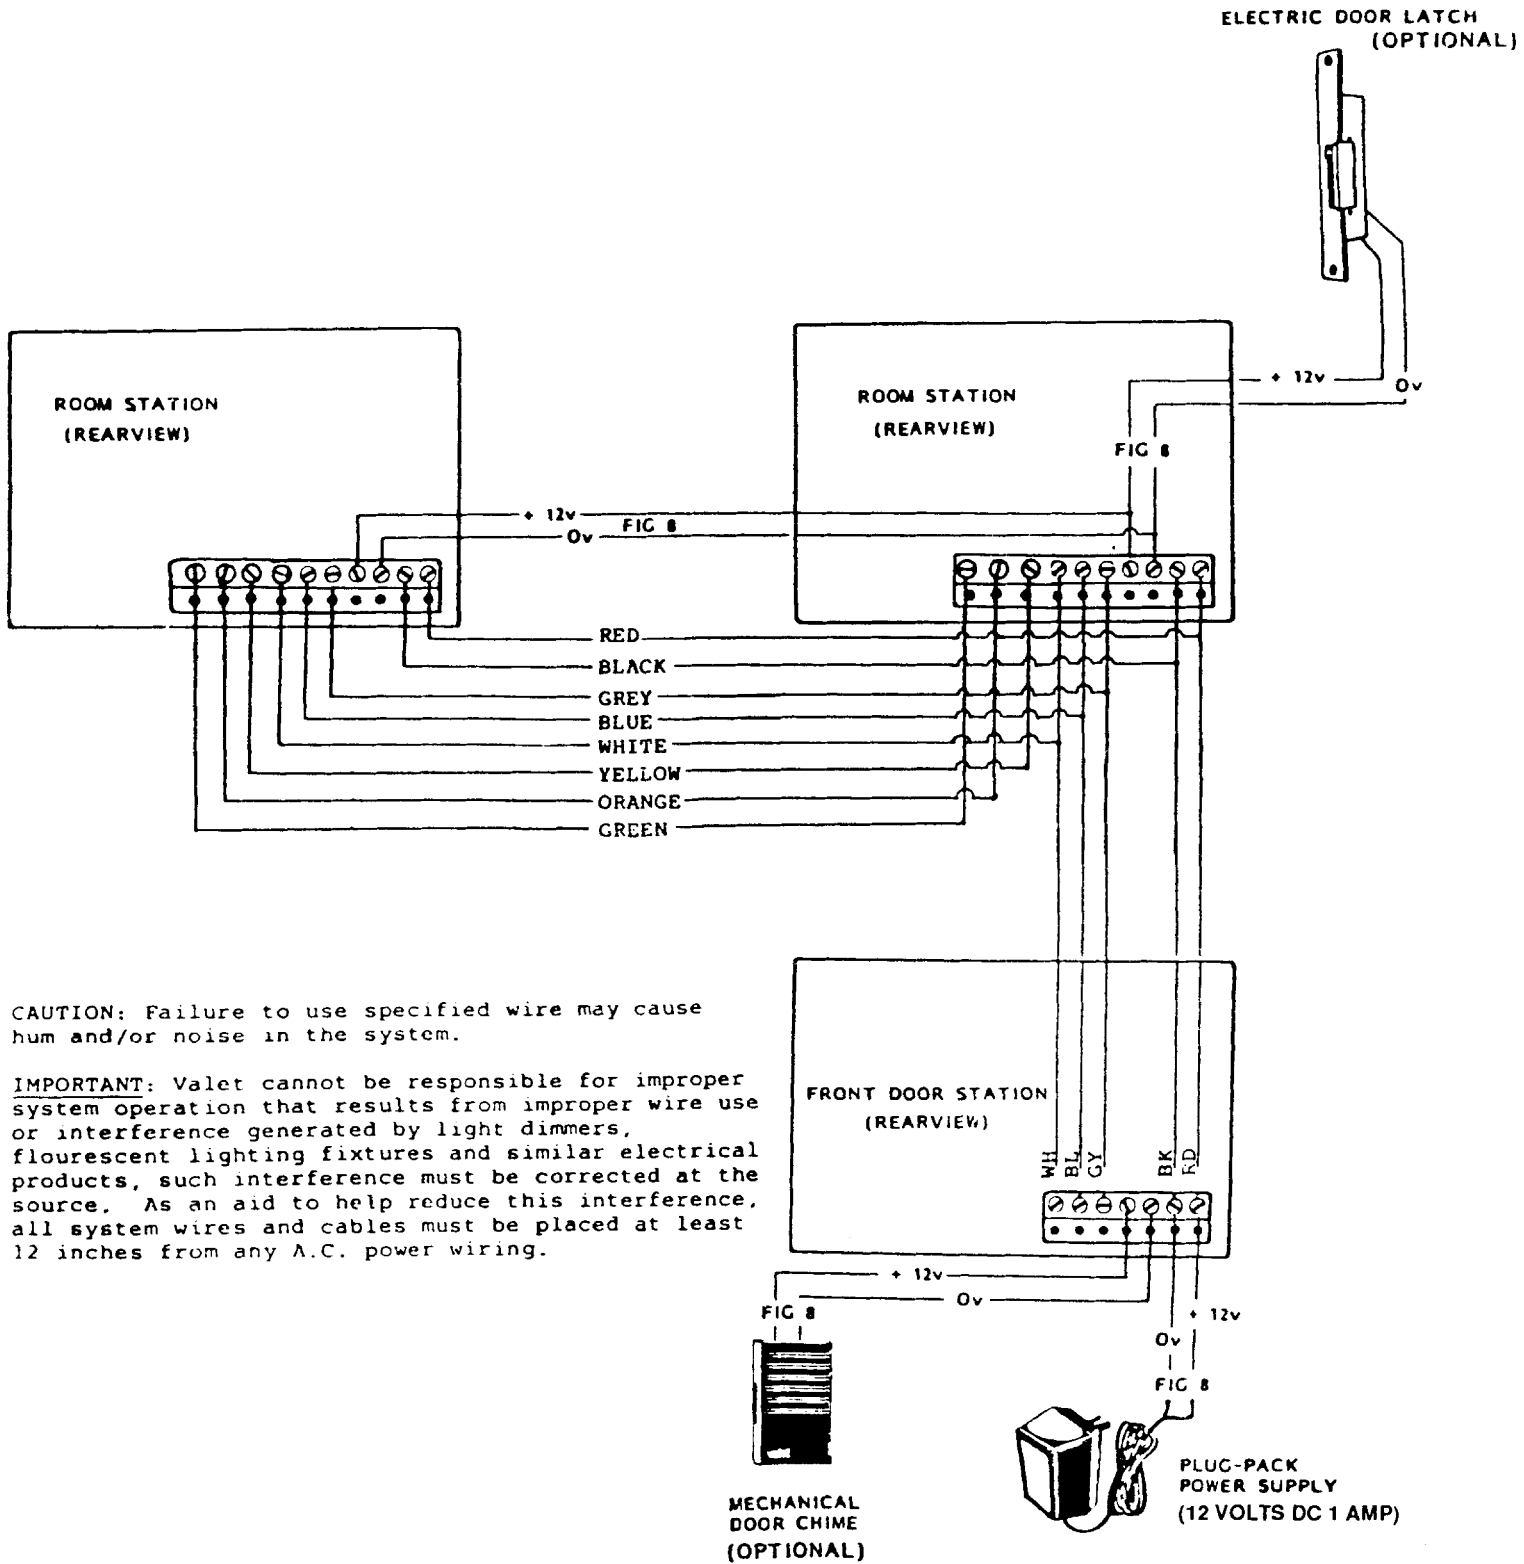 ELECTRIC DOOR LATCH
(OPTIONAL)
+ 12v
Ov
ROOM STATION
(REARVIEW)
ROOM STATION
(REARVIEW)
FIG 8
+ 12v
FIG 8
Ov
RED
BLACK
GREY
BLUE
WHITE
YELLOW
ORANGE
GREEN
CAUTION: Failure to use specified wire may cause
hum and/or noise in the system.
IMPORTANT: Valet cannot be responsible for improper
system operation that results from improper wire use
or interference generated by light dimmers,
flourescent lighting fixtures and similar electrical
products, such interference must be corrected at the
source. As an aid to help reduce this interference,
all system wires and cables must be placed at least
12 inches from any A.C. power wiring.
FRONT DOOR STATION
(REARVIEW)
WH
BL
GY
BK
RD
+ 12v
Ov
FIG 8
+ 12v
Ov
FIG 8
MECHANICAL
DOOR CHIME
(OPTIONAL)
PLUG-PACK
POWER SUPPLY
(12 VOLTS DC 1 AMP)